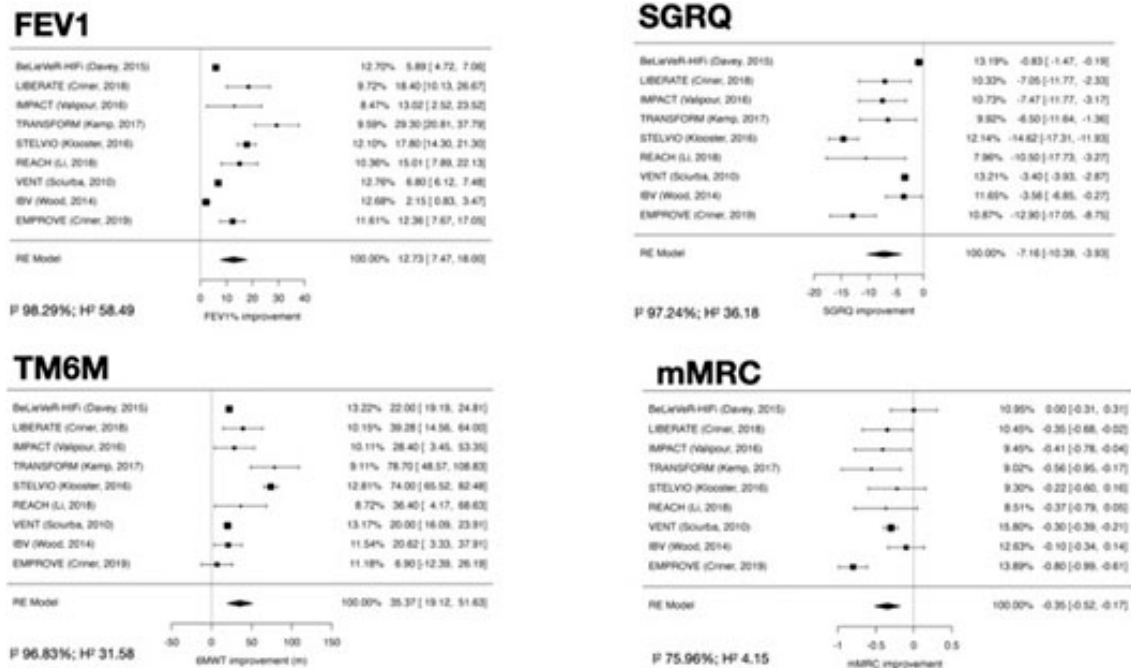 FEV1
BeLieVeR-HIFi (Davey, 2015) 12.70% 5.89 [ 4.72, 7.06]
LIBERATE (Criner, 2018) 9.72% 18.40 [10.13, 26.67]
IMPACT (Valipour, 2016) 8.47% 13.02 [ 2.52, 23.52]
TRANSFORM (Kemp, 2017) 9.59% 29.30 [20.81, 37.79]
STELVIO (Klooster, 2016) 12.10% 17.80 [14.30, 21.30]
REACH (Li, 2018) 10.36% 15.01 [ 7.89, 22.13]
VENT (Sciurba, 2010) 12.76% 6.80 [ 6.12, 7.48]
IBV (Wood, 2014) 12.68% 2.15 [ 0.83, 3.47]
EMPROVE (Criner, 2019) 11.61% 12.36 [ 7.67, 17.05]
RE Model 100.00% 12.73 [ 7.47, 18.00]
0 10 20 30 40
FEV1% improvement
I² 98.29%; H² 58.49
SGRQ
BeLieVeR-HIFi (Davey, 2015) 13.19% -0.83 [ -1.47, -0.19]
LIBERATE (Criner, 2018) 10.33% -7.05 [-11.77, -2.33]
IMPACT (Valipour, 2016) 10.73% -7.47 [-11.77, -3.17]
TRANSFORM (Kemp, 2017) 9.92% -6.50 [-11.64, -1.36]
STELVIO (Klooster, 2016) 12.14% -14.62 [-17.31, -11.93]
REACH (Li, 2018) 7.96% -10.50 [-17.73, -3.27]
VENT (Sciurba, 2010) 13.21% -3.40 [ -3.93, -2.87]
IBV (Wood, 2014) 11.65% -3.56 [ -6.85, -0.27]
EMPROVE (Criner, 2019) 10.87% -12.90 [-17.05, -8.75]
RE Model 100.00% -7.16 [-10.39, -3.93]
-20 -15 -10 -5 0
SGRQ improvement
I² 97.24%; H² 36.18
TM6M
BeLieVeR-HIFi (Davey, 2015) 13.22% 22.00 [ 19.19, 24.81]
LIBERATE (Criner, 2018) 10.15% 39.28 [ 14.56, 64.00]
IMPACT (Valipour, 2016) 10.11% 28.40 [ 3.45, 53.35]
TRANSFORM (Kemp, 2017) 9.11% 78.70 [ 48.57, 108.83]
STELVIO (Klooster, 2016) 12.81% 74.00 [ 65.52, 82.48]
REACH (Li, 2018) 8.72% 36.40 [ 4.17, 68.63]
VENT (Sciurba, 2010) 13.17% 20.00 [ 16.09, 23.91]
IBV (Wood, 2014) 11.54% 20.62 [ 3.33, 37.91]
EMPROVE (Criner, 2019) 11.18% 6.90 [-12.39, 26.19]
RE Model 100.00% 35.37 [ 19.12, 51.63]
-50 0 50 100 150
6MWT improvement (m)
I² 96.83%; H² 31.58
mMRC
BeLieVeR-HIFi (Davey, 2015) 10.95% 0.00 [-0.31, 0.31]
LIBERATE (Criner, 2018) 10.45% -0.35 [-0.68, -0.02]
IMPACT (Valipour, 2016) 9.45% -0.41 [-0.78, -0.04]
TRANSFORM (Kemp, 2017) 9.02% -0.56 [-0.95, -0.17]
STELVIO (Klooster, 2016) 9.30% -0.22 [-0.60, 0.16]
REACH (Li, 2018) 8.51% -0.37 [-0.79, 0.05]
VENT (Sciurba, 2010) 15.80% -0.30 [-0.39, -0.21]
IBV (Wood, 2014) 12.63% -0.10 [-0.34, 0.14]
EMPROVE (Criner, 2019) 13.89% -0.80 [-0.99, -0.61]
RE Model 100.00% -0.35 [-0.52, -0.17]
-1 -0.5 0 0.5
mMRC improvement
I² 75.96%; H² 4.15